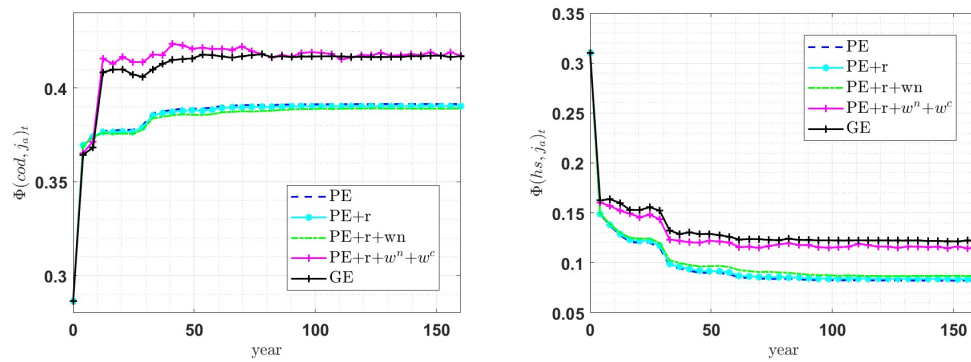 0.4
0.35
0.3
Φ(cod, j_a)_t
0
50
100
150
year
PE
PE+r
PE+r+wn
PE+r+w^n+w^c
GE
0.35
0.3
0.25
0.2
0.15
0.1
0.05
Φ(hs, j_a)_t
0
50
100
150
year
PE
PE+r
PE+r+wn
PE+r+w^n+w^c
GE